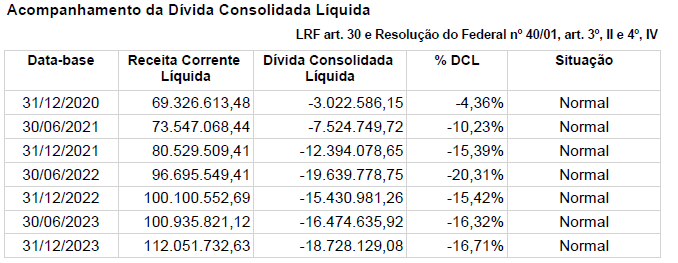 Acompanhamento da Dívida Consolidada Líquida
LRF art. 30 e Resolução do Federal nº 40/01, art. 3º, II e 4º, IV
Data-base Receita Corrente Líquida Dívida Consolidada Líquida % DCL Situação
31/12/2020 69.326.613,48 -3.022.586,15 -4,36% Normal
30/06/2021 73.547.068,44 -7.524.749,72 -10,23% Normal
31/12/2021 80.529.509,41 -12.394.078,65 -15,39% Normal
30/06/2022 96.695.549,41 -19.639.778,75 -20,31% Normal
31/12/2022 100.100.552,69 -15.430.981,26 -15,42% Normal
30/06/2023 100.935.821,12 -16.474.635,92 -16,32% Normal
31/12/2023 112.051.732,63 -18.728.129,08 -16,71% Normal